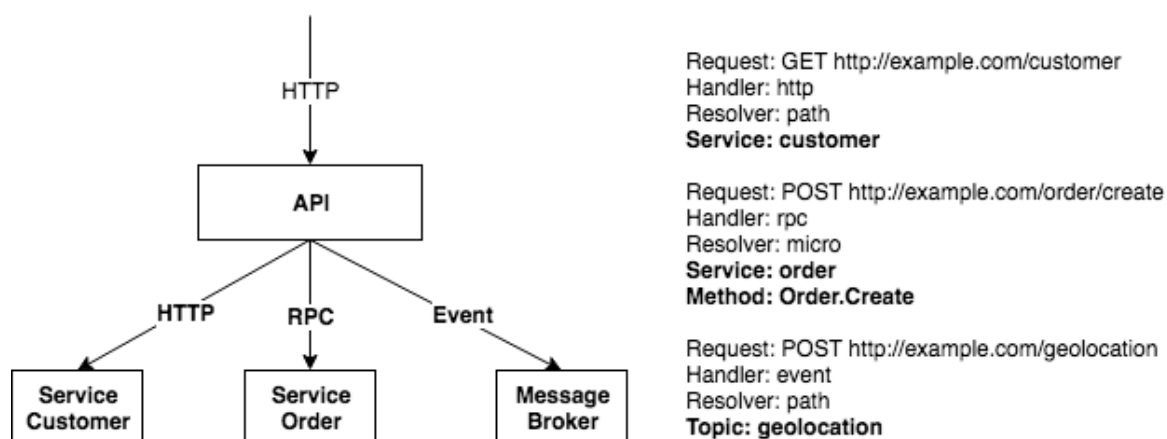 HTTP
API
HTTP
RPC
Event
Service
Customer
Service
Order
Message
Broker
Request: GET http://example.com/customer
Handler: http
Resolver: path
Service: customer
Request: POST http://example.com/order/create
Handler: rpc
Resolver: micro
Service: order
Method: Order.Create
Request: POST http://example.com/geolocation
Handler: event
Resolver: path
Topic: geolocation